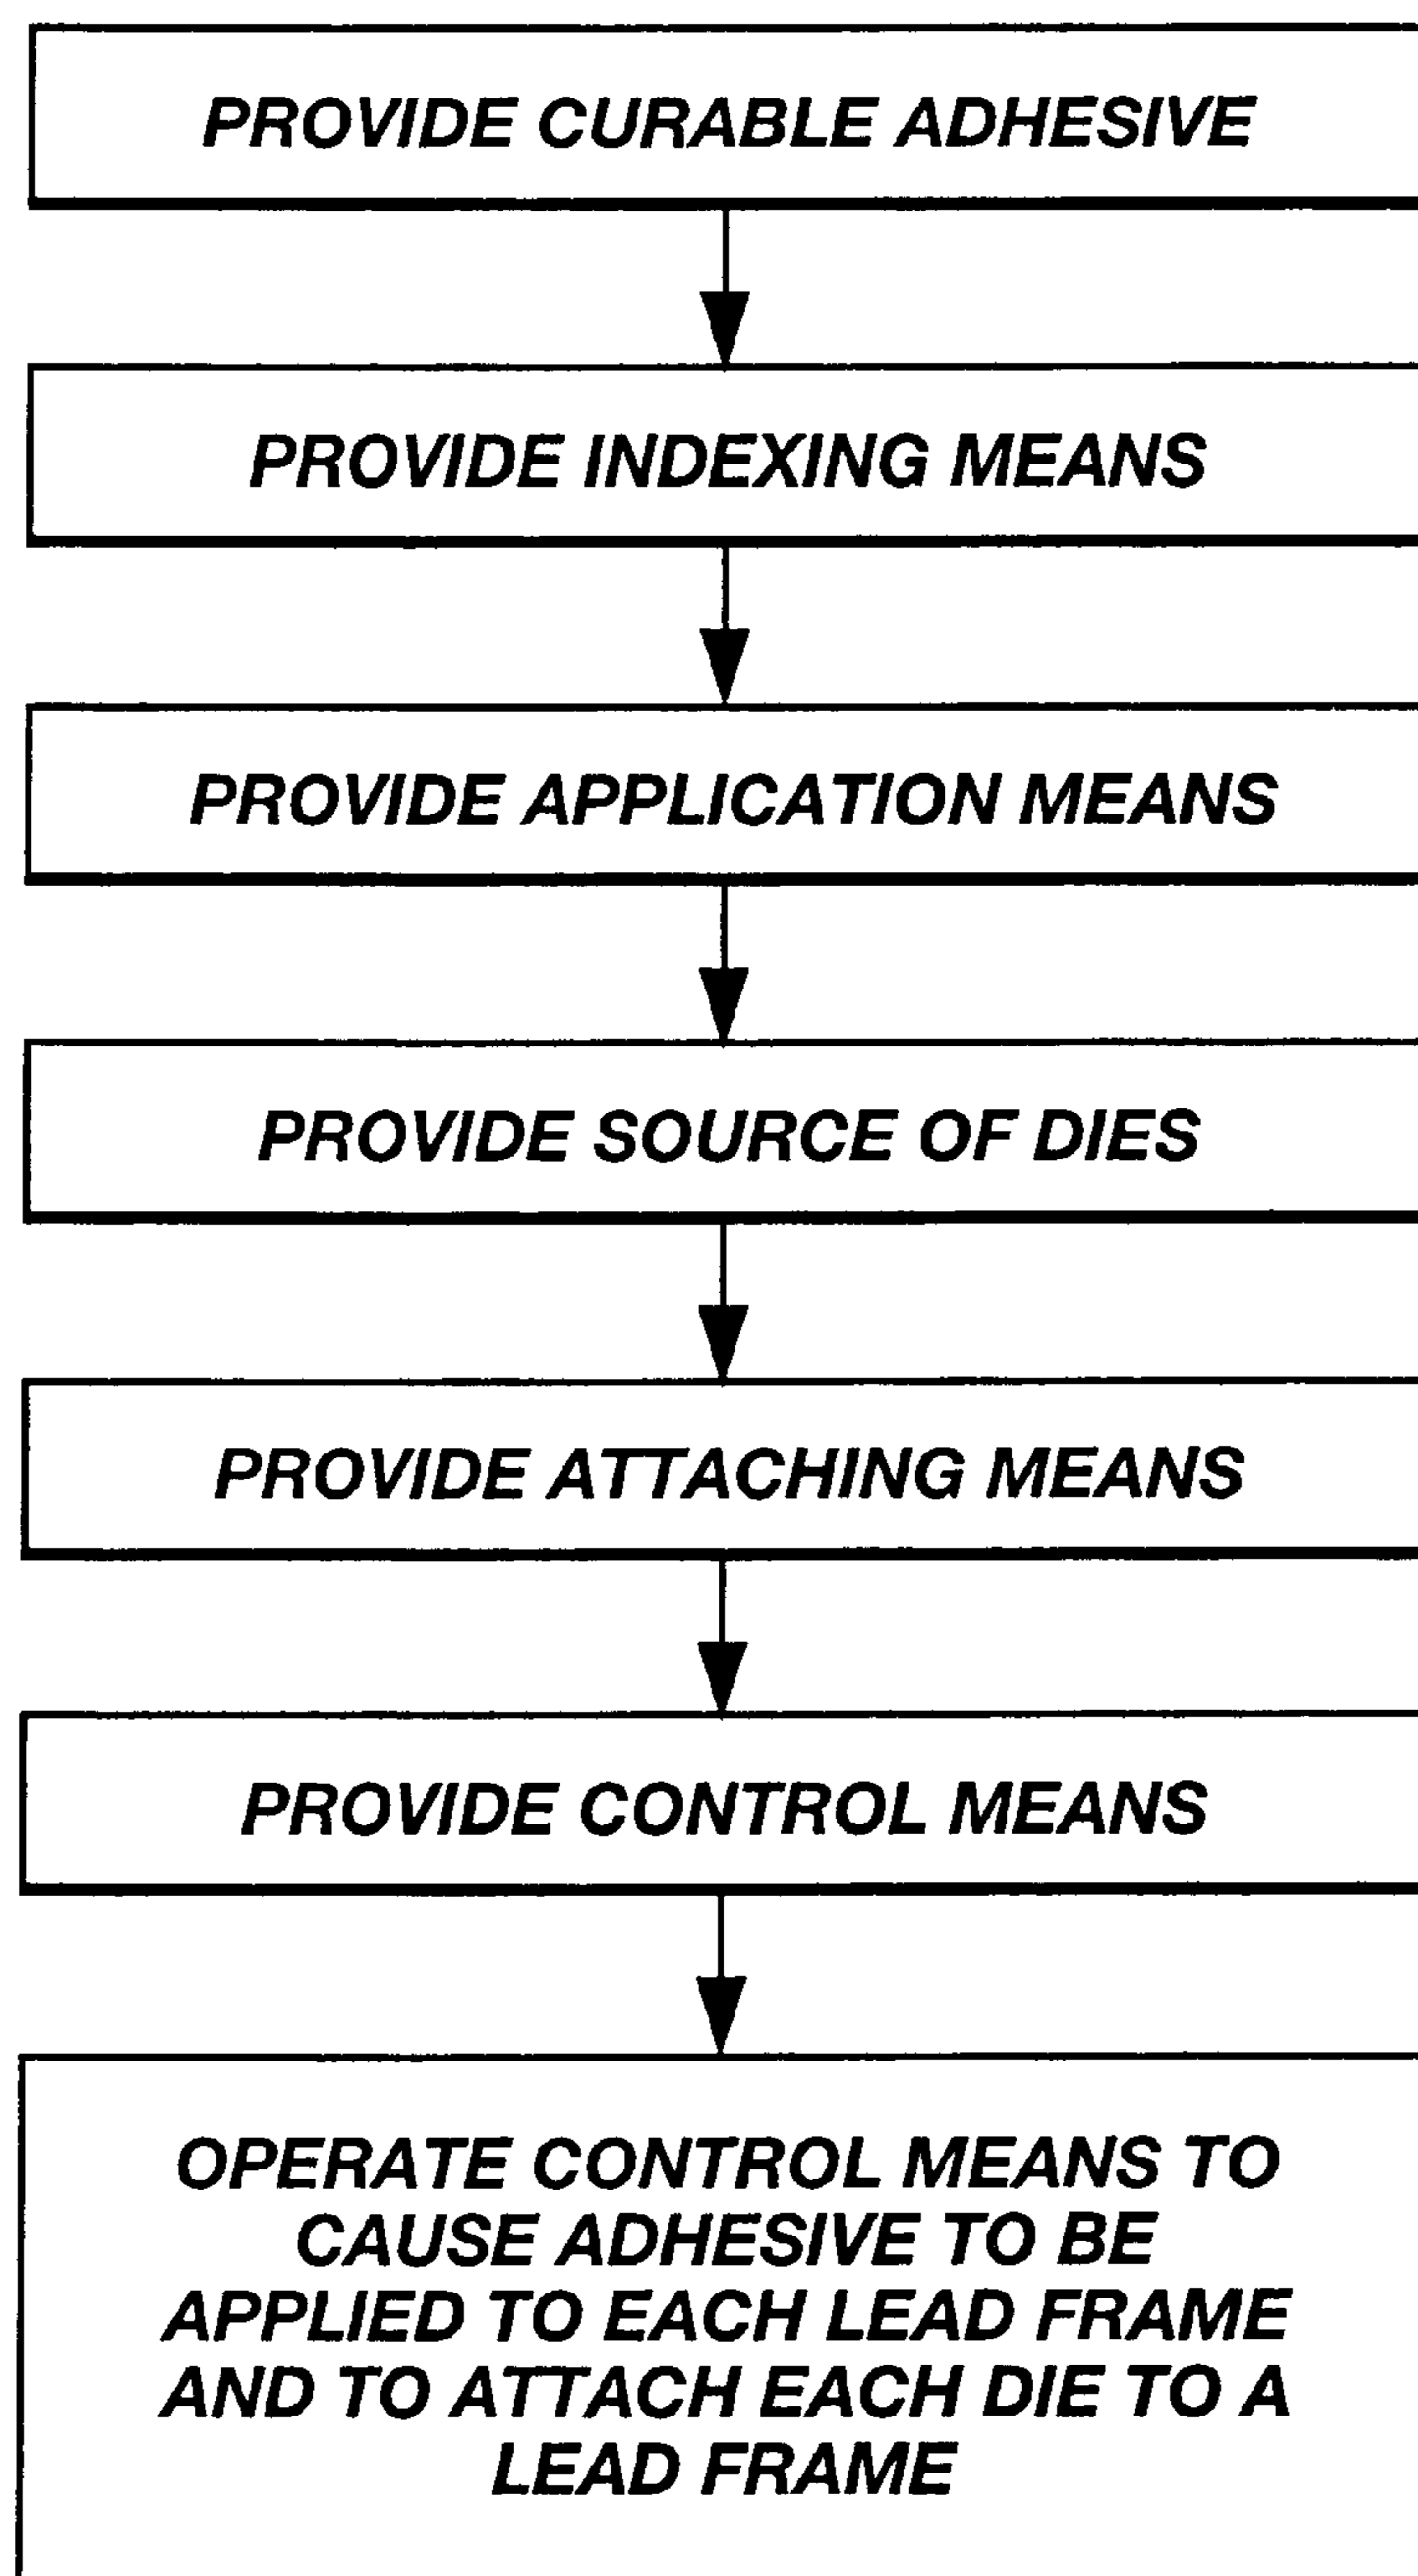 PROVIDE CURABLE ADHESIVE
PROVIDE INDEXING MEANS
PROVIDE APPLICATION MEANS
PROVIDE SOURCE OF DIES
PROVIDE ATTACHING MEANS
PROVIDE CONTROL MEANS
OPERATE CONTROL MEANS TO
CAUSE ADHESIVE TO BE
APPLIED TO EACH LEAD FRAME
AND TO ATTACH EACH DIE TO A
LEAD FRAME